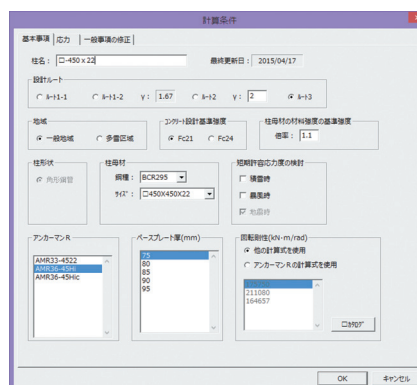 計算条件
基本事項 応力 一般事項の修正
柱名： ロ-450 x 22 最終更新日： 2015/04/17
設計ルート
ﾙｰﾄ1-1 ﾙｰﾄ1-2 γ： 1.67 ﾙｰﾄ2 γ： 2 ﾙｰﾄ3
地域 ｺﾝｸﾘｰﾄ設計基準強度 柱母材の材料強度の基準強度
一般地域 多雪区域 Fc21 Fc24 倍率： 1.1
柱形状 柱母材 短期許容応力度の検討
角形鋼管 鋼種： BCR295 積雪時
ｻｲｽﾞ： □450X450X22 暴風時
地震時
アンカーマンR ベースプレート厚(mm) 回転剛性(kN·m/rad)
AMR33-4522
AMR36-45Hi
AMR36-45Hic
75
80
85
90
95
他の計算式を使用
アンカーマンRの計算式を使用
211080
164657
OK キャンセル